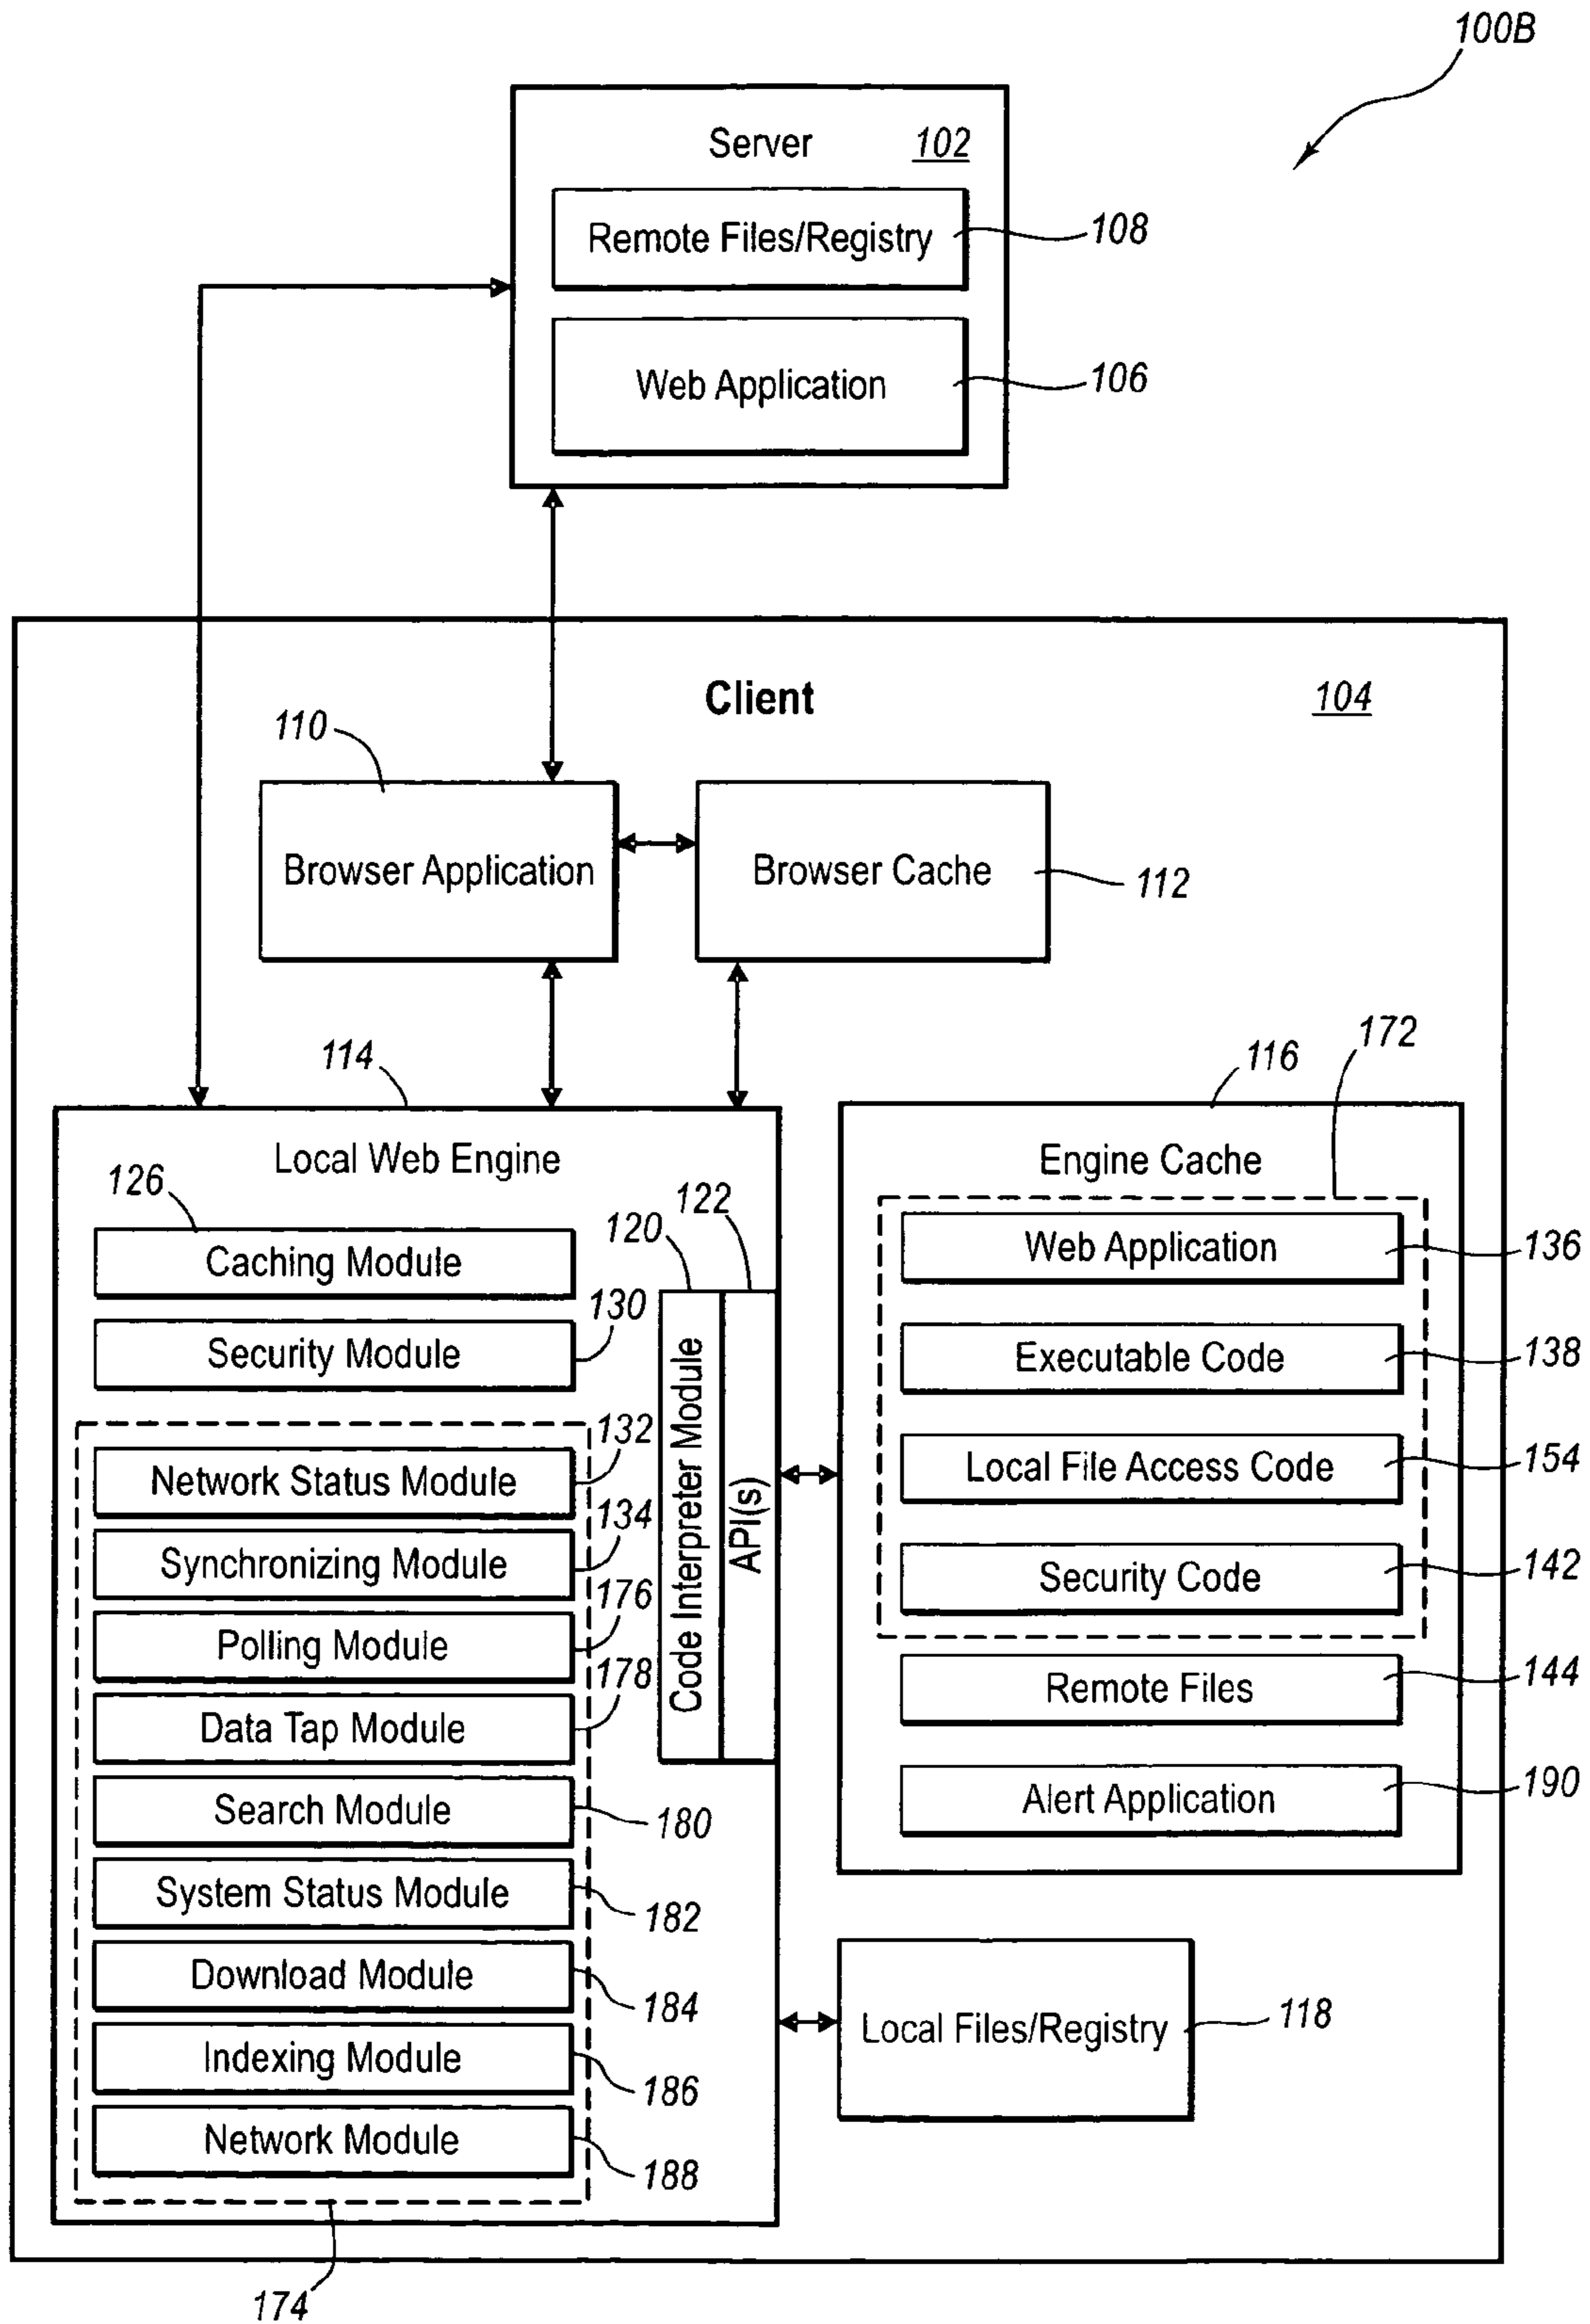 100B
Server 102
Remote Files/Registry 108
Web Application 106
Client 104
110
Browser Application
Browser Cache 112
114
Local Web Engine
126
Caching Module
Security Module 130
Network Status Module 132
Synchronizing Module 134
Polling Module 176
Data Tap Module 178
Search Module 180
System Status Module 182
Download Module 184
Indexing Module 186
Network Module 188
174
120
Code Interpreter Module
122
API(s)
116
172
Engine Cache
Web Application 136
Executable Code 138
Local File Access Code 154
Security Code 142
Remote Files 144
Alert Application 190
Local Files/Registry 118